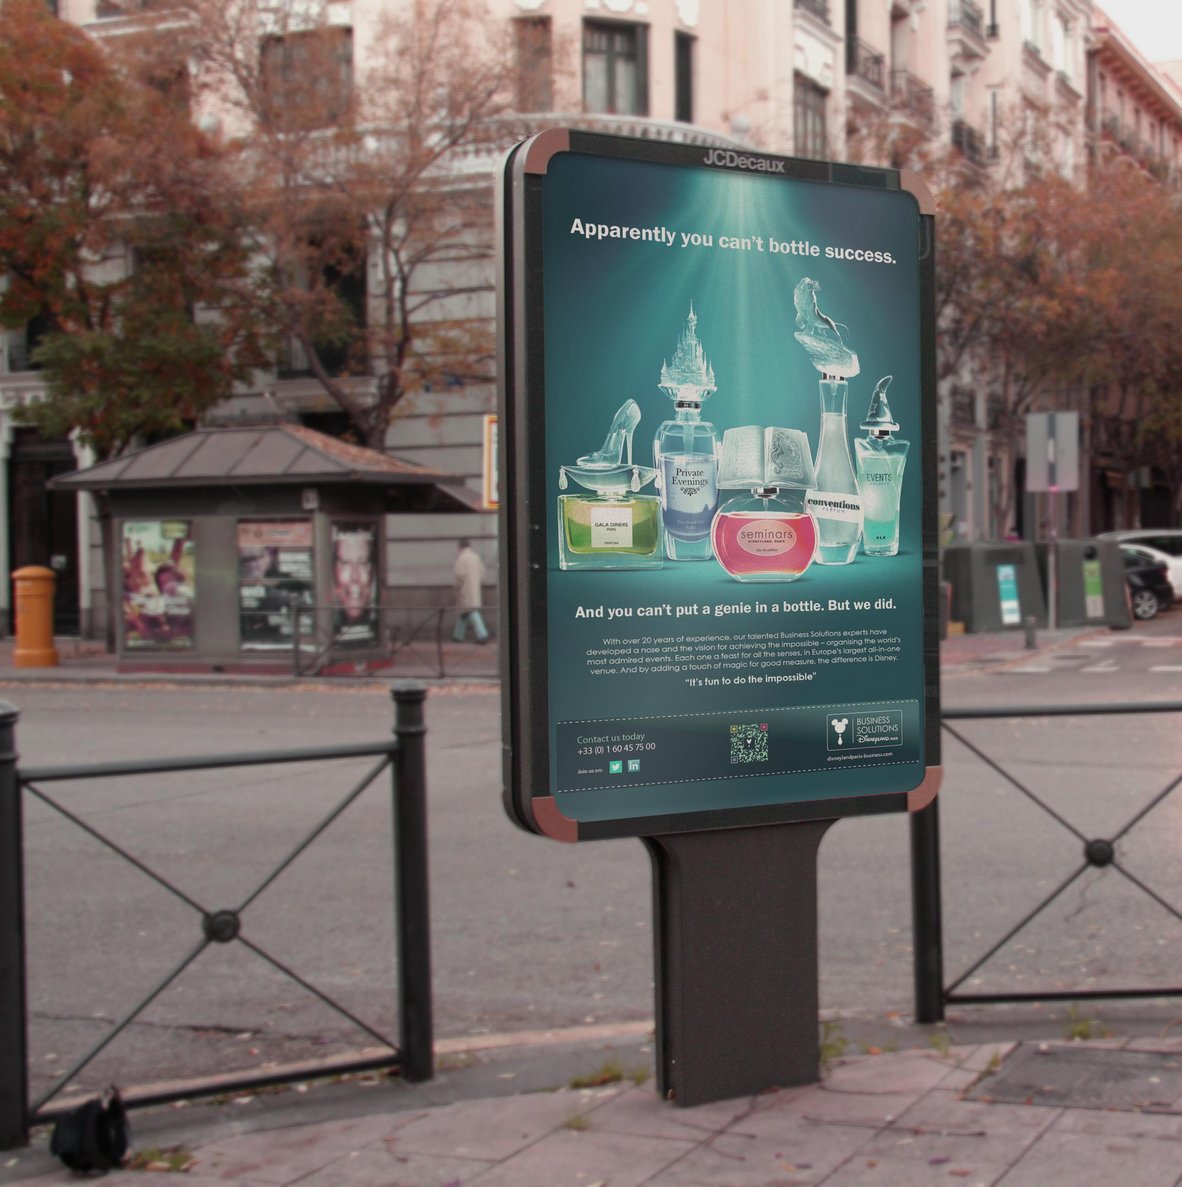 JCDecaux
Apparently you can't bottle success.
Private
Evenings
Eau de parfum
GALA DINERS
PARIS
PARFUM
seminars
DISNEYLAND, PARIS
Eau de parfum
conventions
PARFUM
EVENTS
And you can't put a genie in a bottle. But we did.
With over 20 years of experience, our talented Business Solutions experts have
developed a nose and the vision for achieving the impossible – organising the world's
most admired events. Each one a feast for all the senses, in Europe's largest all-in-one
venue. And by adding a touch of magic for good measure, the difference is Disney.
"It's fun to do the impossible"
Contact us today
+33 (0) 1 60 45 75 00
Join us on:
in
BUSINESS
SOLUTIONS
Disneyland PARIS
disneylandparis-business.com